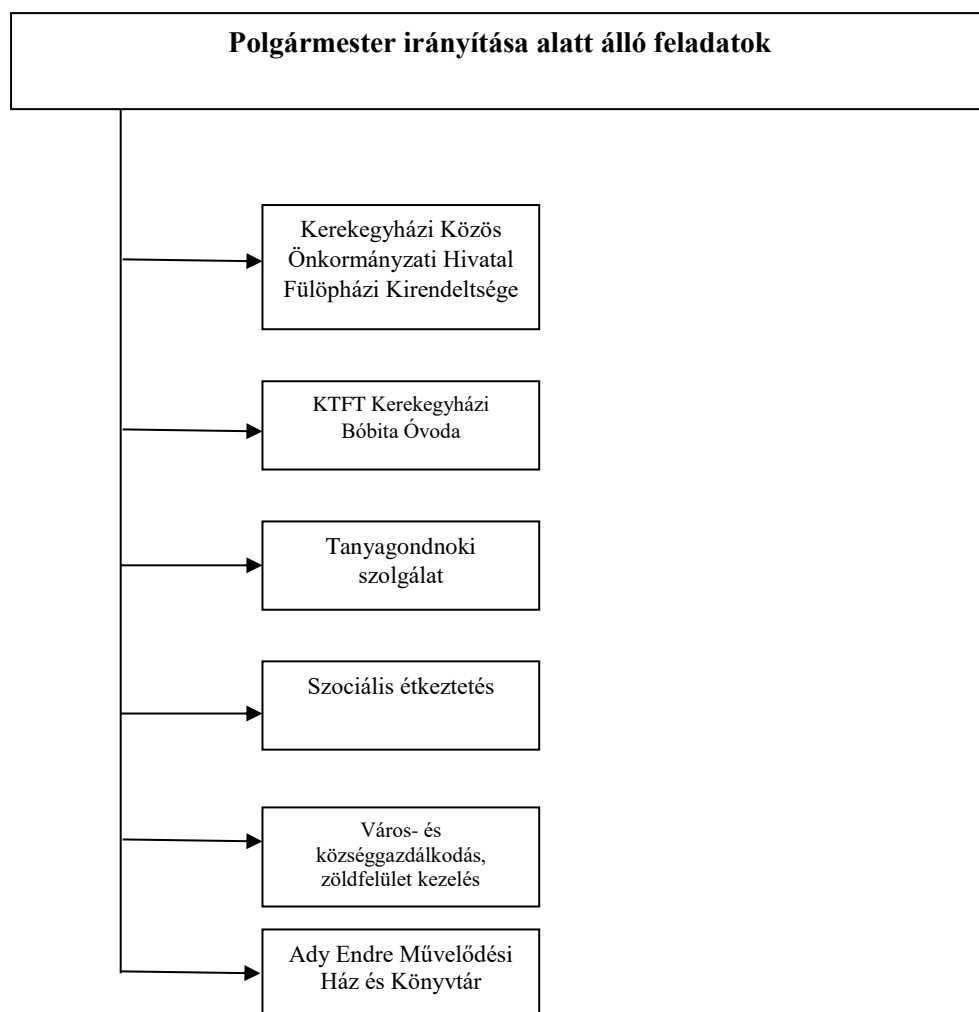 Polgármester irányítása alatt álló feladatok
Kerekegyházi Közös
Önkormányzati Hivatal
Fülöpházi Kirendeltsége
KTFT Kerekegyházi
Bóbita Óvoda
Tanyagondnoki
szolgálat
Szociális étkeztetés
Város- és
községgazdálkodás,
zöldfelület kezelés
Ady Endre Művelődési
Ház és Könyvtár